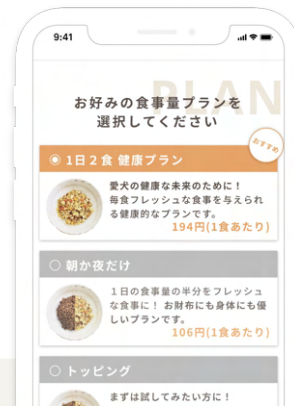 9:41
PLAN
お好みの食事量プランを
選択してください
おすすめ
1日2食 健康プラン
愛犬の健康な未来のために！
毎食フレッシュな食事を与えられ
る健康的なプランです。
194円(1食あたり)
朝か夜だけ
1日の食事量の半分をフレッシュ
な食事に！ お財布にも身体にも優
しいプランです。
106円(1食あたり)
トッピング
まずは試してみたい方に！